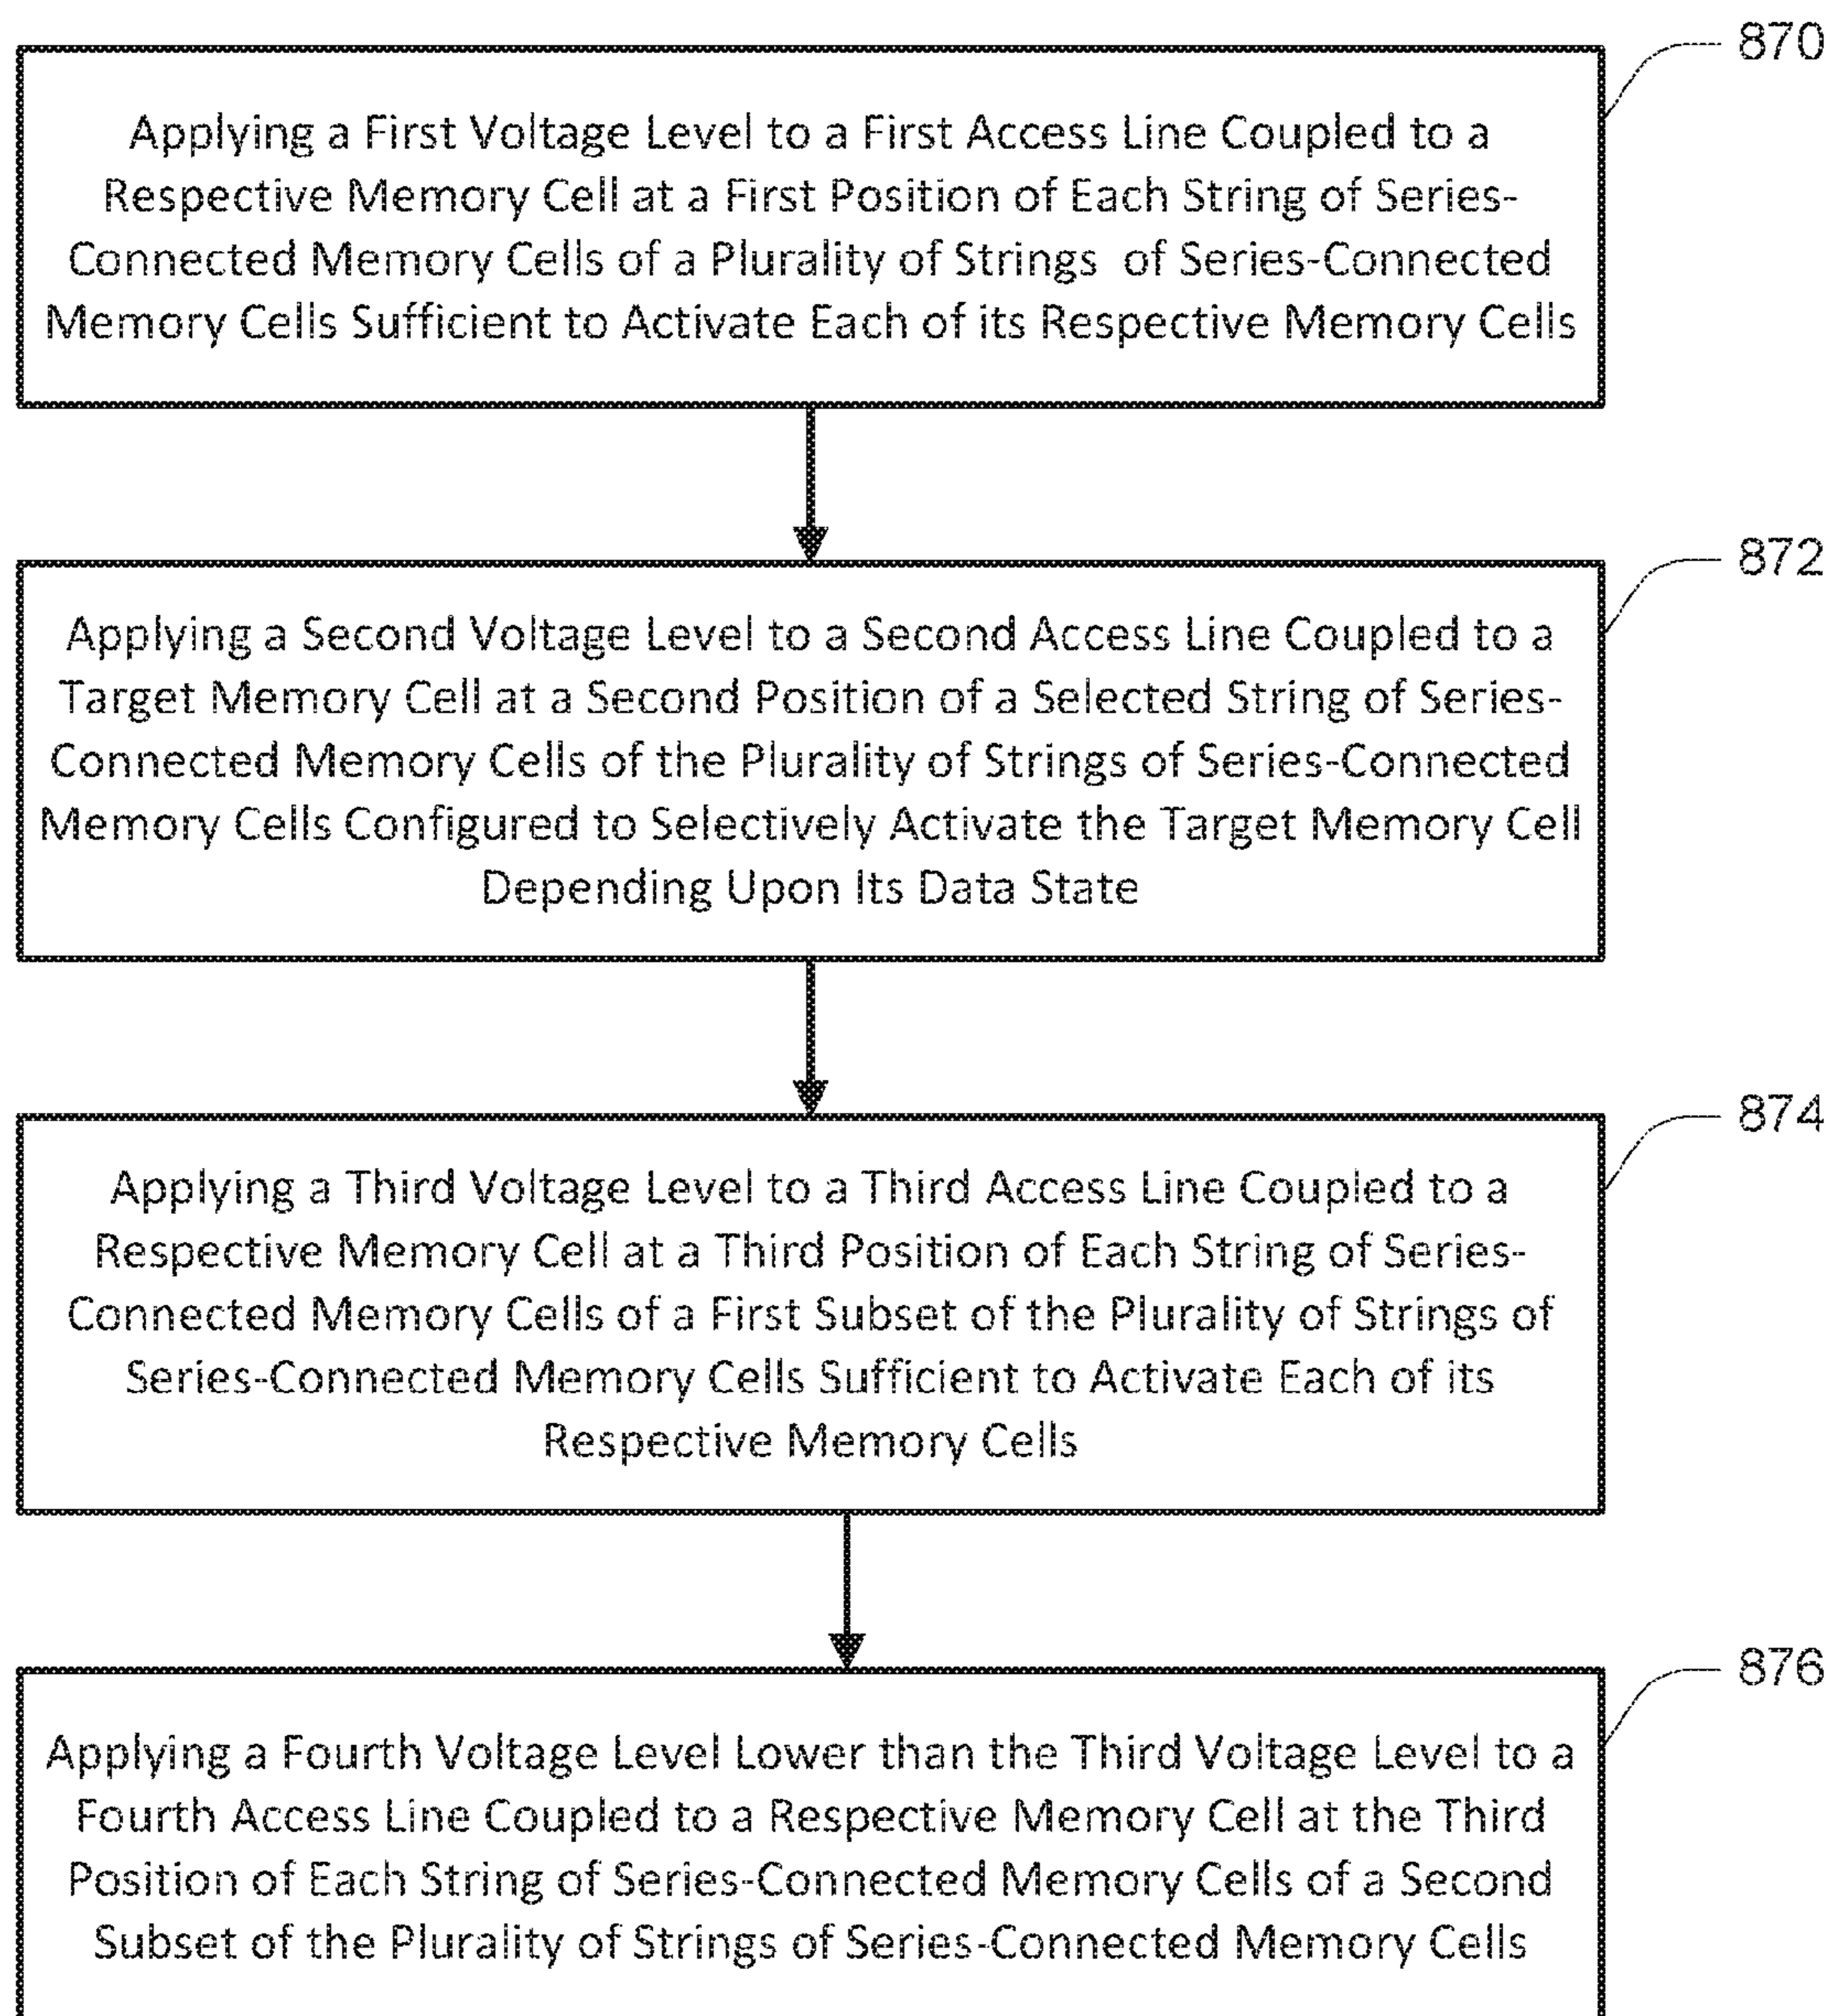 870
Applying a First Voltage Level to a First Access Line Coupled to a
Respective Memory Cell at a First Position of Each String of Series-
Connected Memory Cells of a Plurality of Strings of Series-Connected
Memory Cells Sufficient to Activate Each of its Respective Memory Cells
872
Applying a Second Voltage Level to a Second Access Line Coupled to a
Target Memory Cell at a Second Position of a Selected String of Series-
Connected Memory Cells of the Plurality of Strings of Series-Connected
Memory Cells Configured to Selectively Activate the Target Memory Cell
Depending Upon Its Data State
874
Applying a Third Voltage Level to a Third Access Line Coupled to a
Respective Memory Cell at a Third Position of Each String of Series-
Connected Memory Cells of a First Subset of the Plurality of Strings of
Series-Connected Memory Cells Sufficient to Activate Each of its
Respective Memory Cells
876
Applying a Fourth Voltage Level Lower than the Third Voltage Level to a
Fourth Access Line Coupled to a Respective Memory Cell at the Third
Position of Each String of Series-Connected Memory Cells of a Second
Subset of the Plurality of Strings of Series-Connected Memory Cells